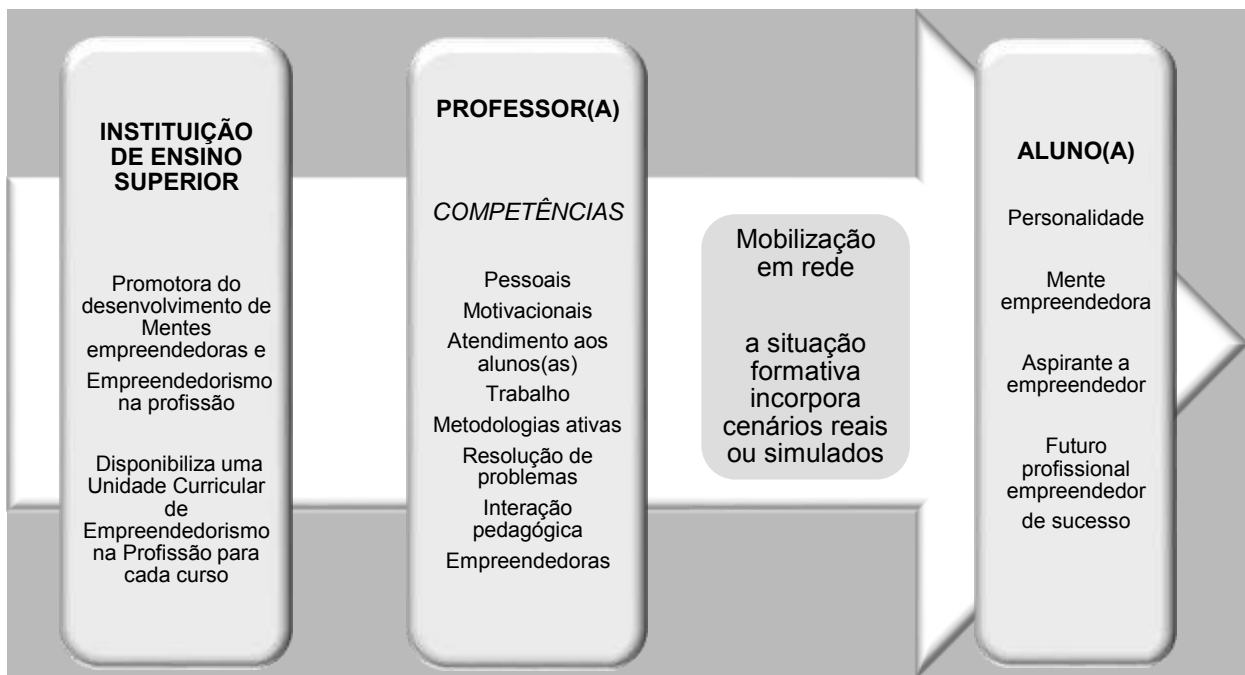 INSTITUIÇÃO
DE ENSINO
SUPERIOR
Promotora do
desenvolvimento de
Mentes
empreendedoras e
Empreendedorismo
na profissão
Disponibiliza uma
Unidade Curricular
de
Empreendedorismo
na Profissão para
cada curso
PROFESSOR(A)
COMPETÊNCIAS
Pessoais
Motivacionais
Atendimento aos
alunos(as)
Trabalho
Metodologias ativas
Resolução de
problemas
Interação
pedagógica
Empreendedoras
Mobilização
em rede
a situação
formativa
incorpora
cenários reais
ou simulados
ALUNO(A)
Personalidade
Mente
empreendedora
Aspirante a
empreendedor
Futuro
profissional
empreendedor
de sucesso